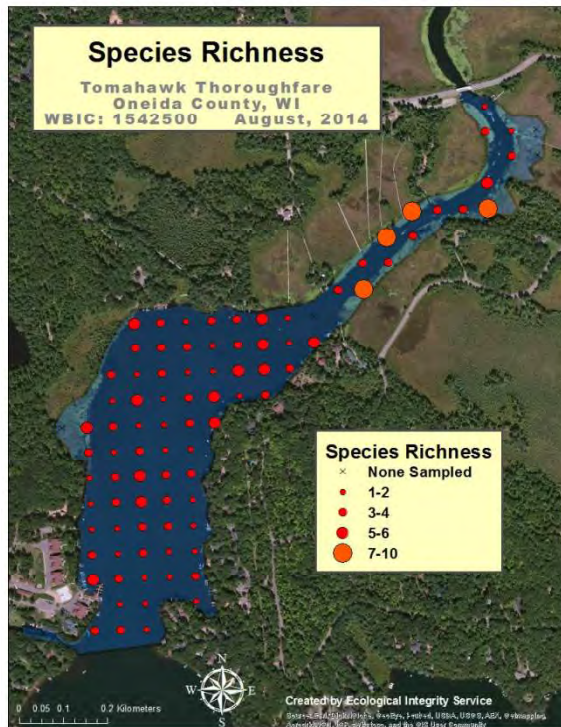 Species Richness
Tomahawk Thoroughfare
Oneida County, WI
WBIC: 1542500 August, 2014
Species Richness
None Sampled
1-2
3-4
5-6
7-10
N
W E
S
0 0.05 0.1 0.2 Kilometers
Created by Ecological Integrity Service